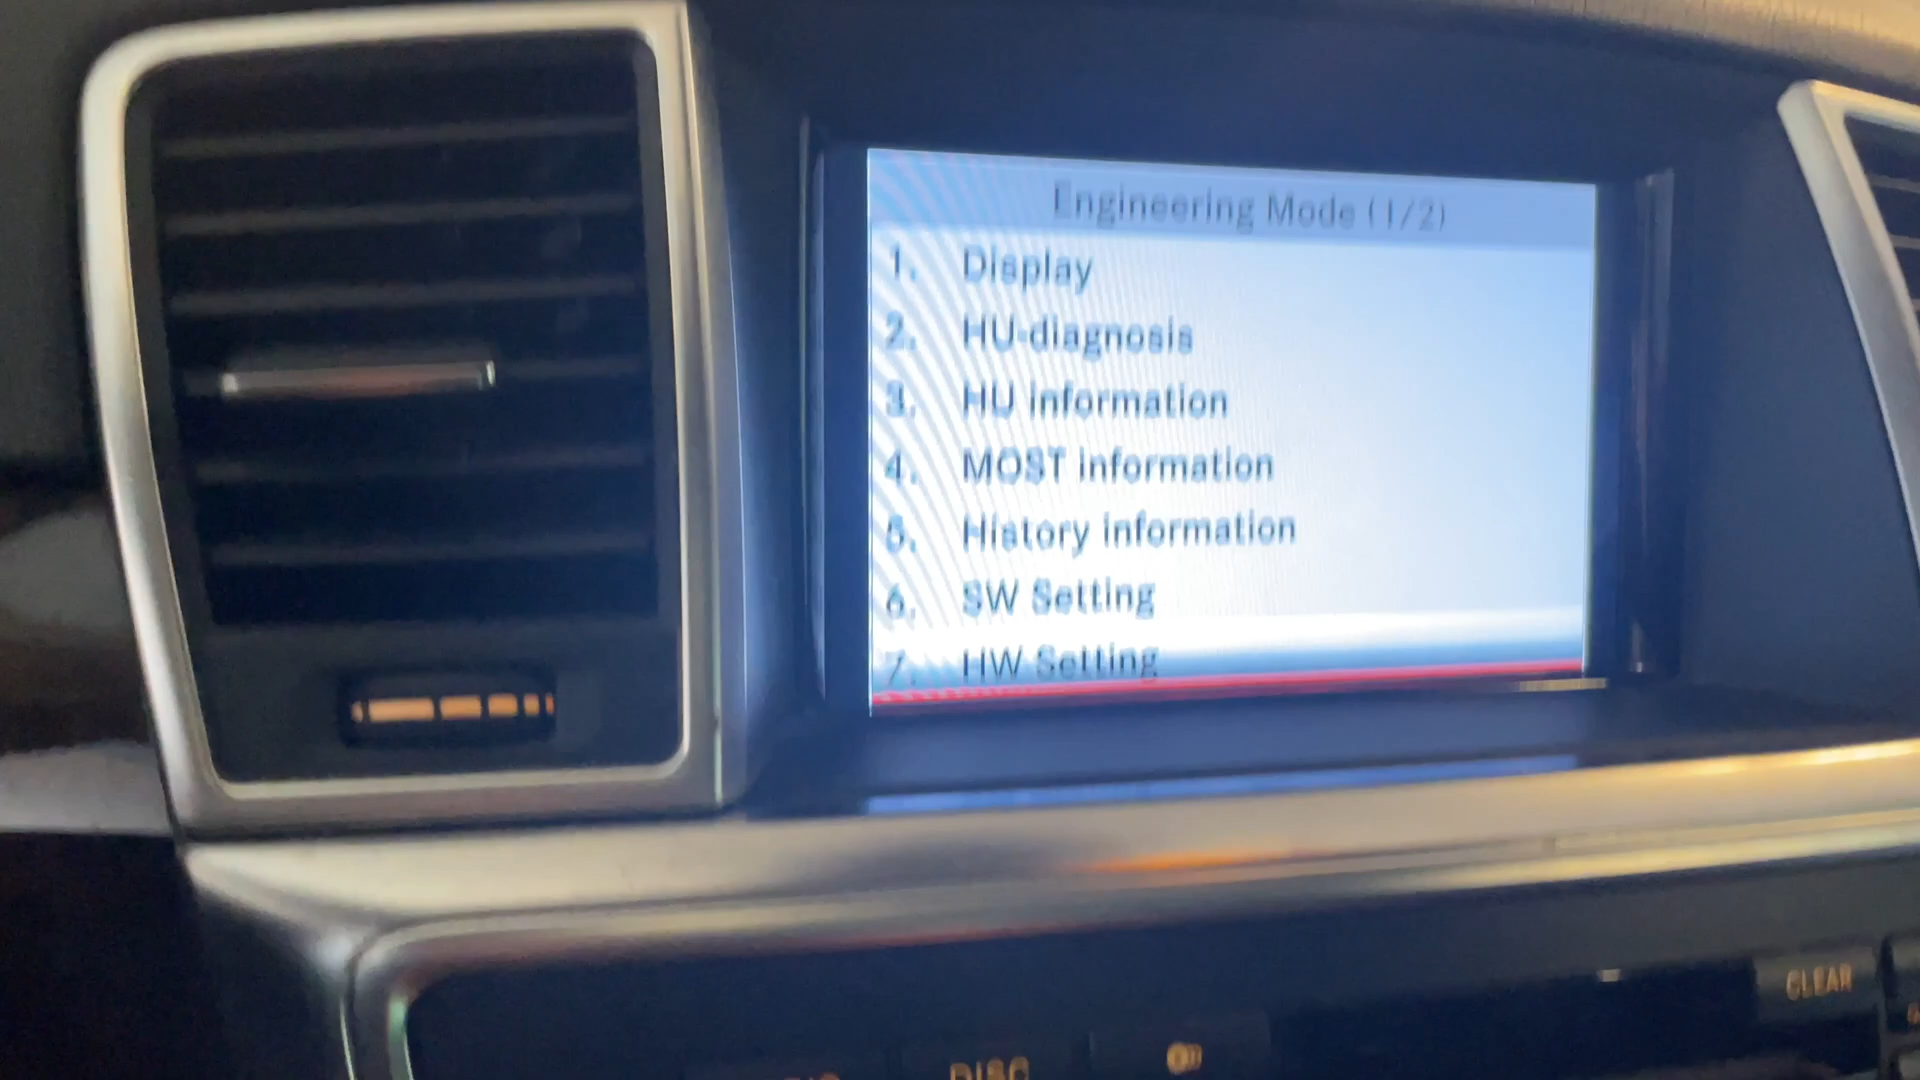 Engineering Mode (1/2)
1. Display
2. HU-diagnosis
3. HU information
4. MOST information
5. History information
6. SW Setting
7. HW Setting
CLEAR
DISC